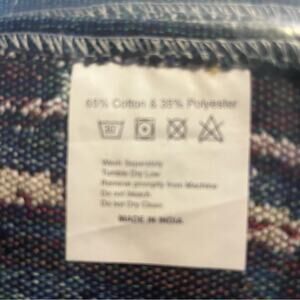 65% Cotton & 35% Polyester
30
Wash Separately
Tumble Dry Low
Remove promptly from Machine
Do not bleach
Do not Dry Clean
MADE IN INDIA